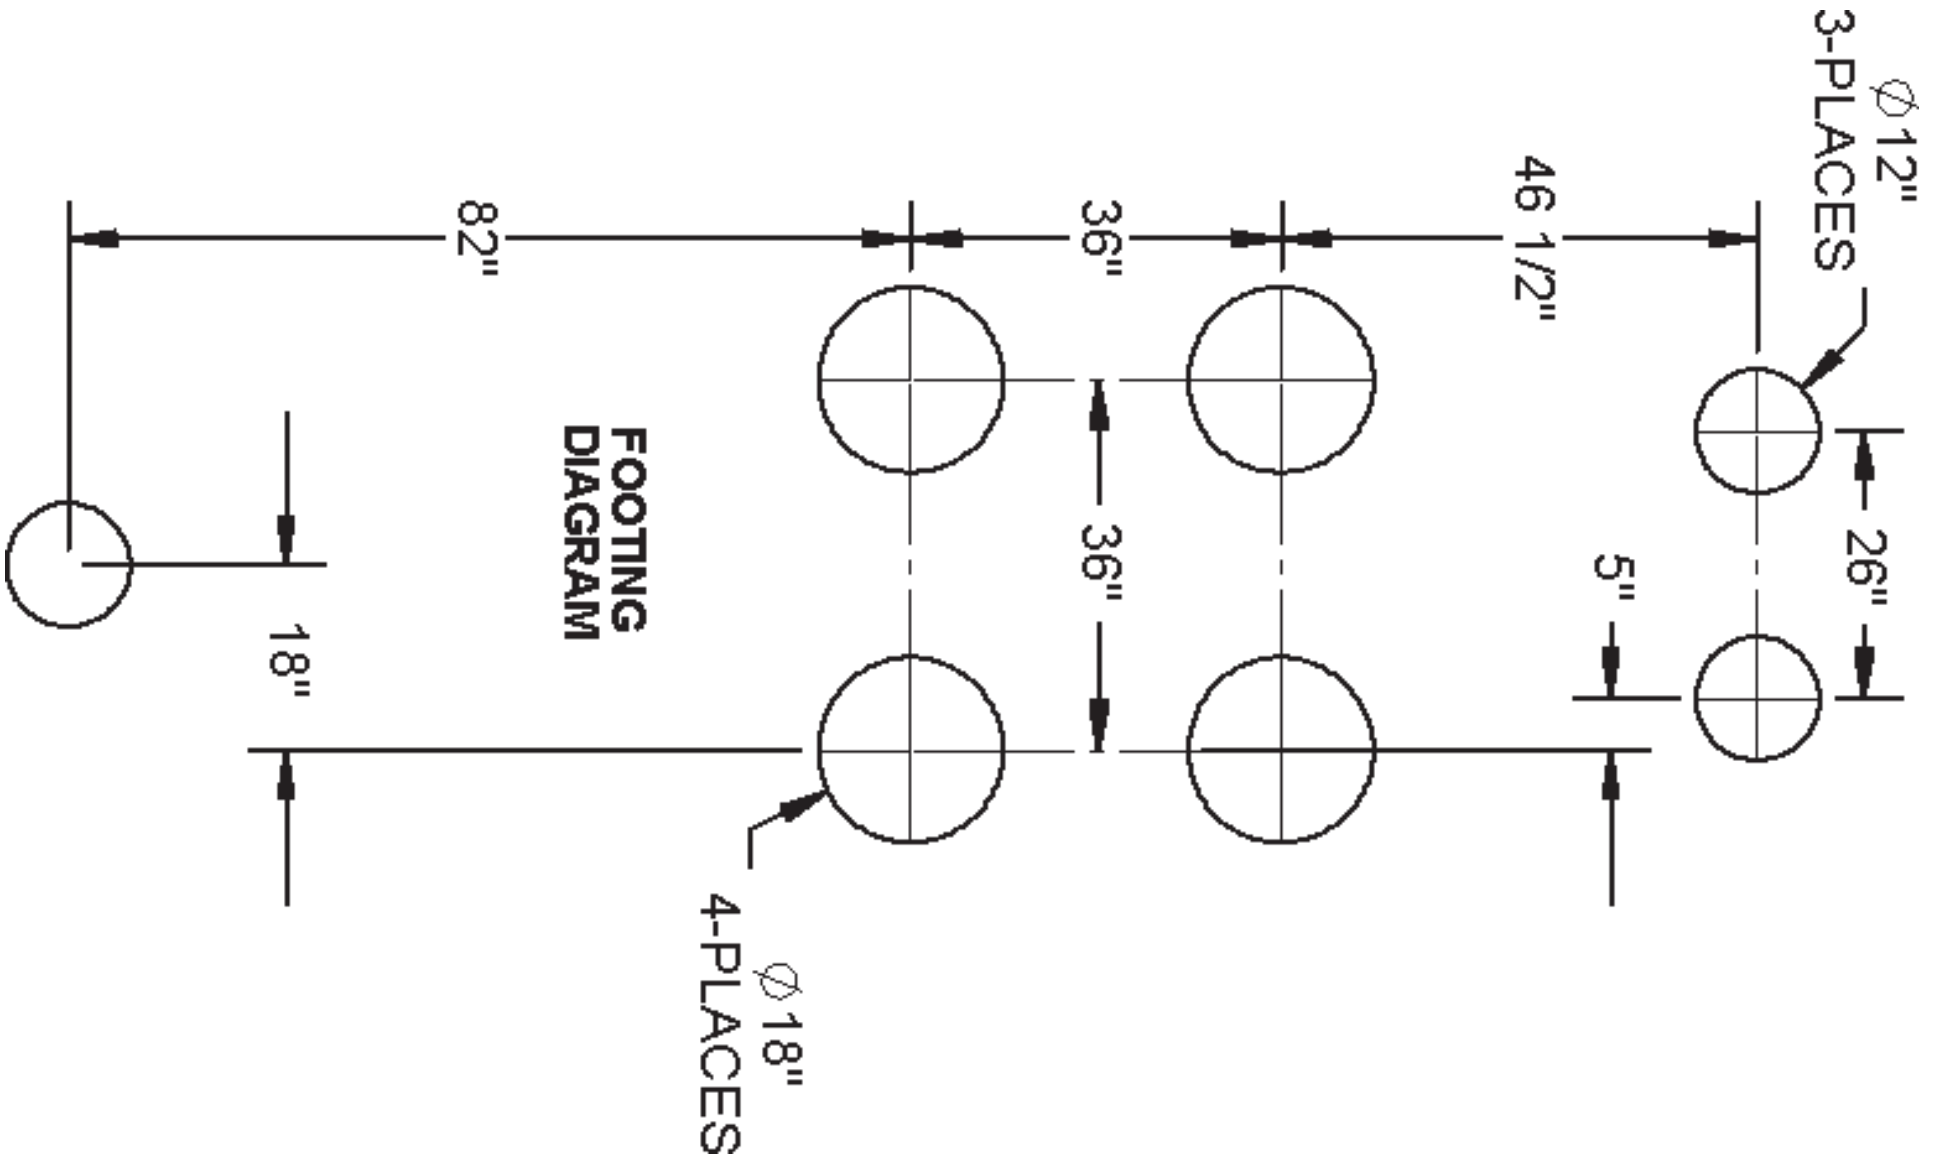 Ø12"
3-PLACES
46 1/2"
36"
82"
26"
5"
36"
FOOTING
DIAGRAM
18"
Ø18"
4-PLACES